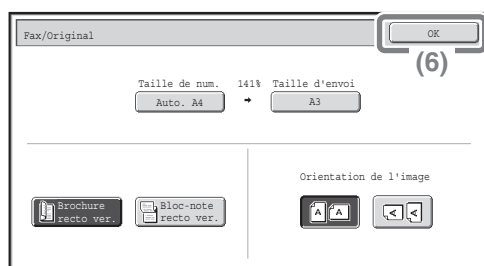 Fax/Original
OK
(6)
Taille de num. 141% Taille d'envoi
Auto. A4 → A3
Orientation de l'image
Brochure
recto ver.
Bloc-note
recto ver.
A A A A